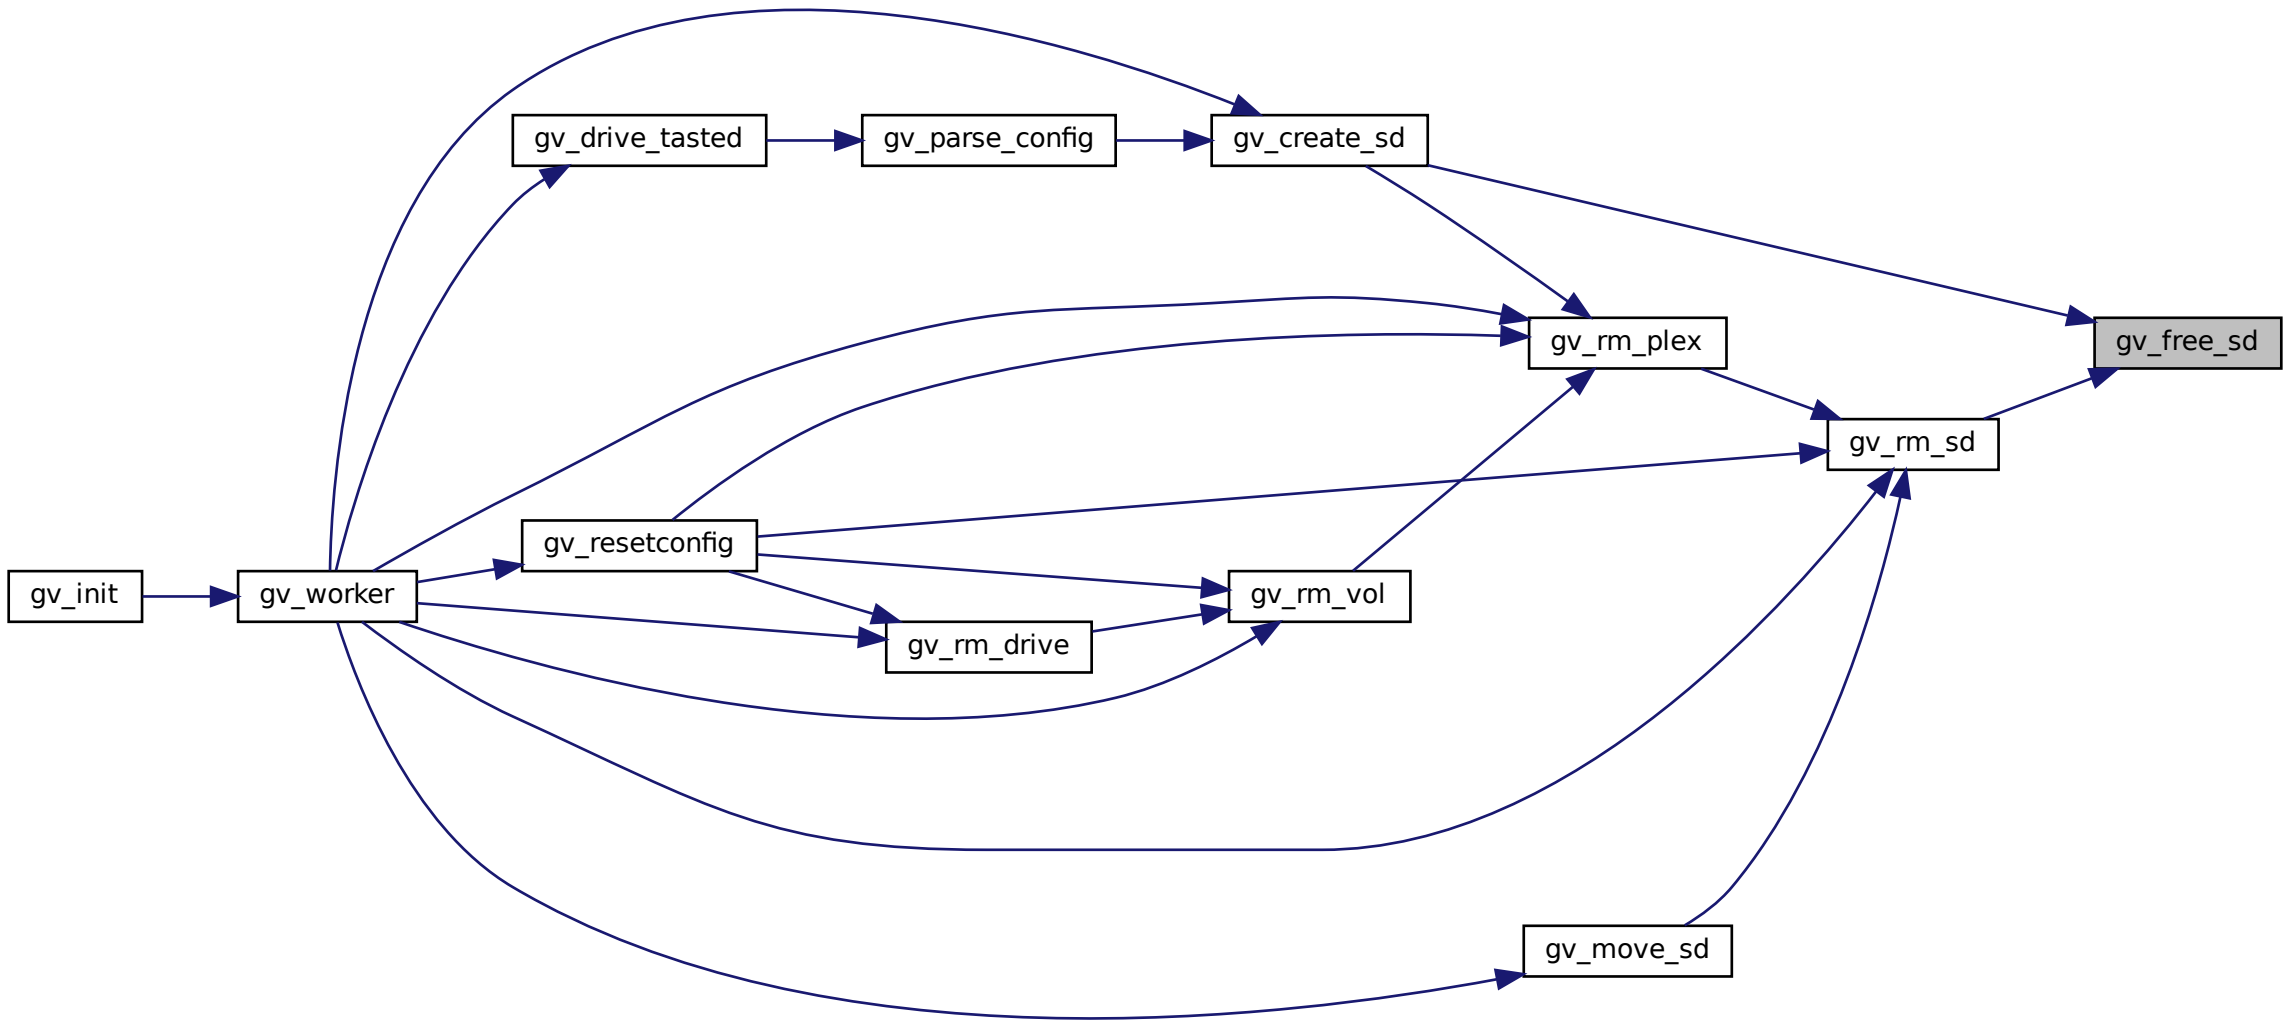 gv_drive_tasted
gv_parse_config
gv_create_sd
gv_rm_plex
gv_free_sd
gv_rm_sd
gv_resetconfig
gv_init
gv_worker
gv_rm_vol
gv_rm_drive
gv_move_sd